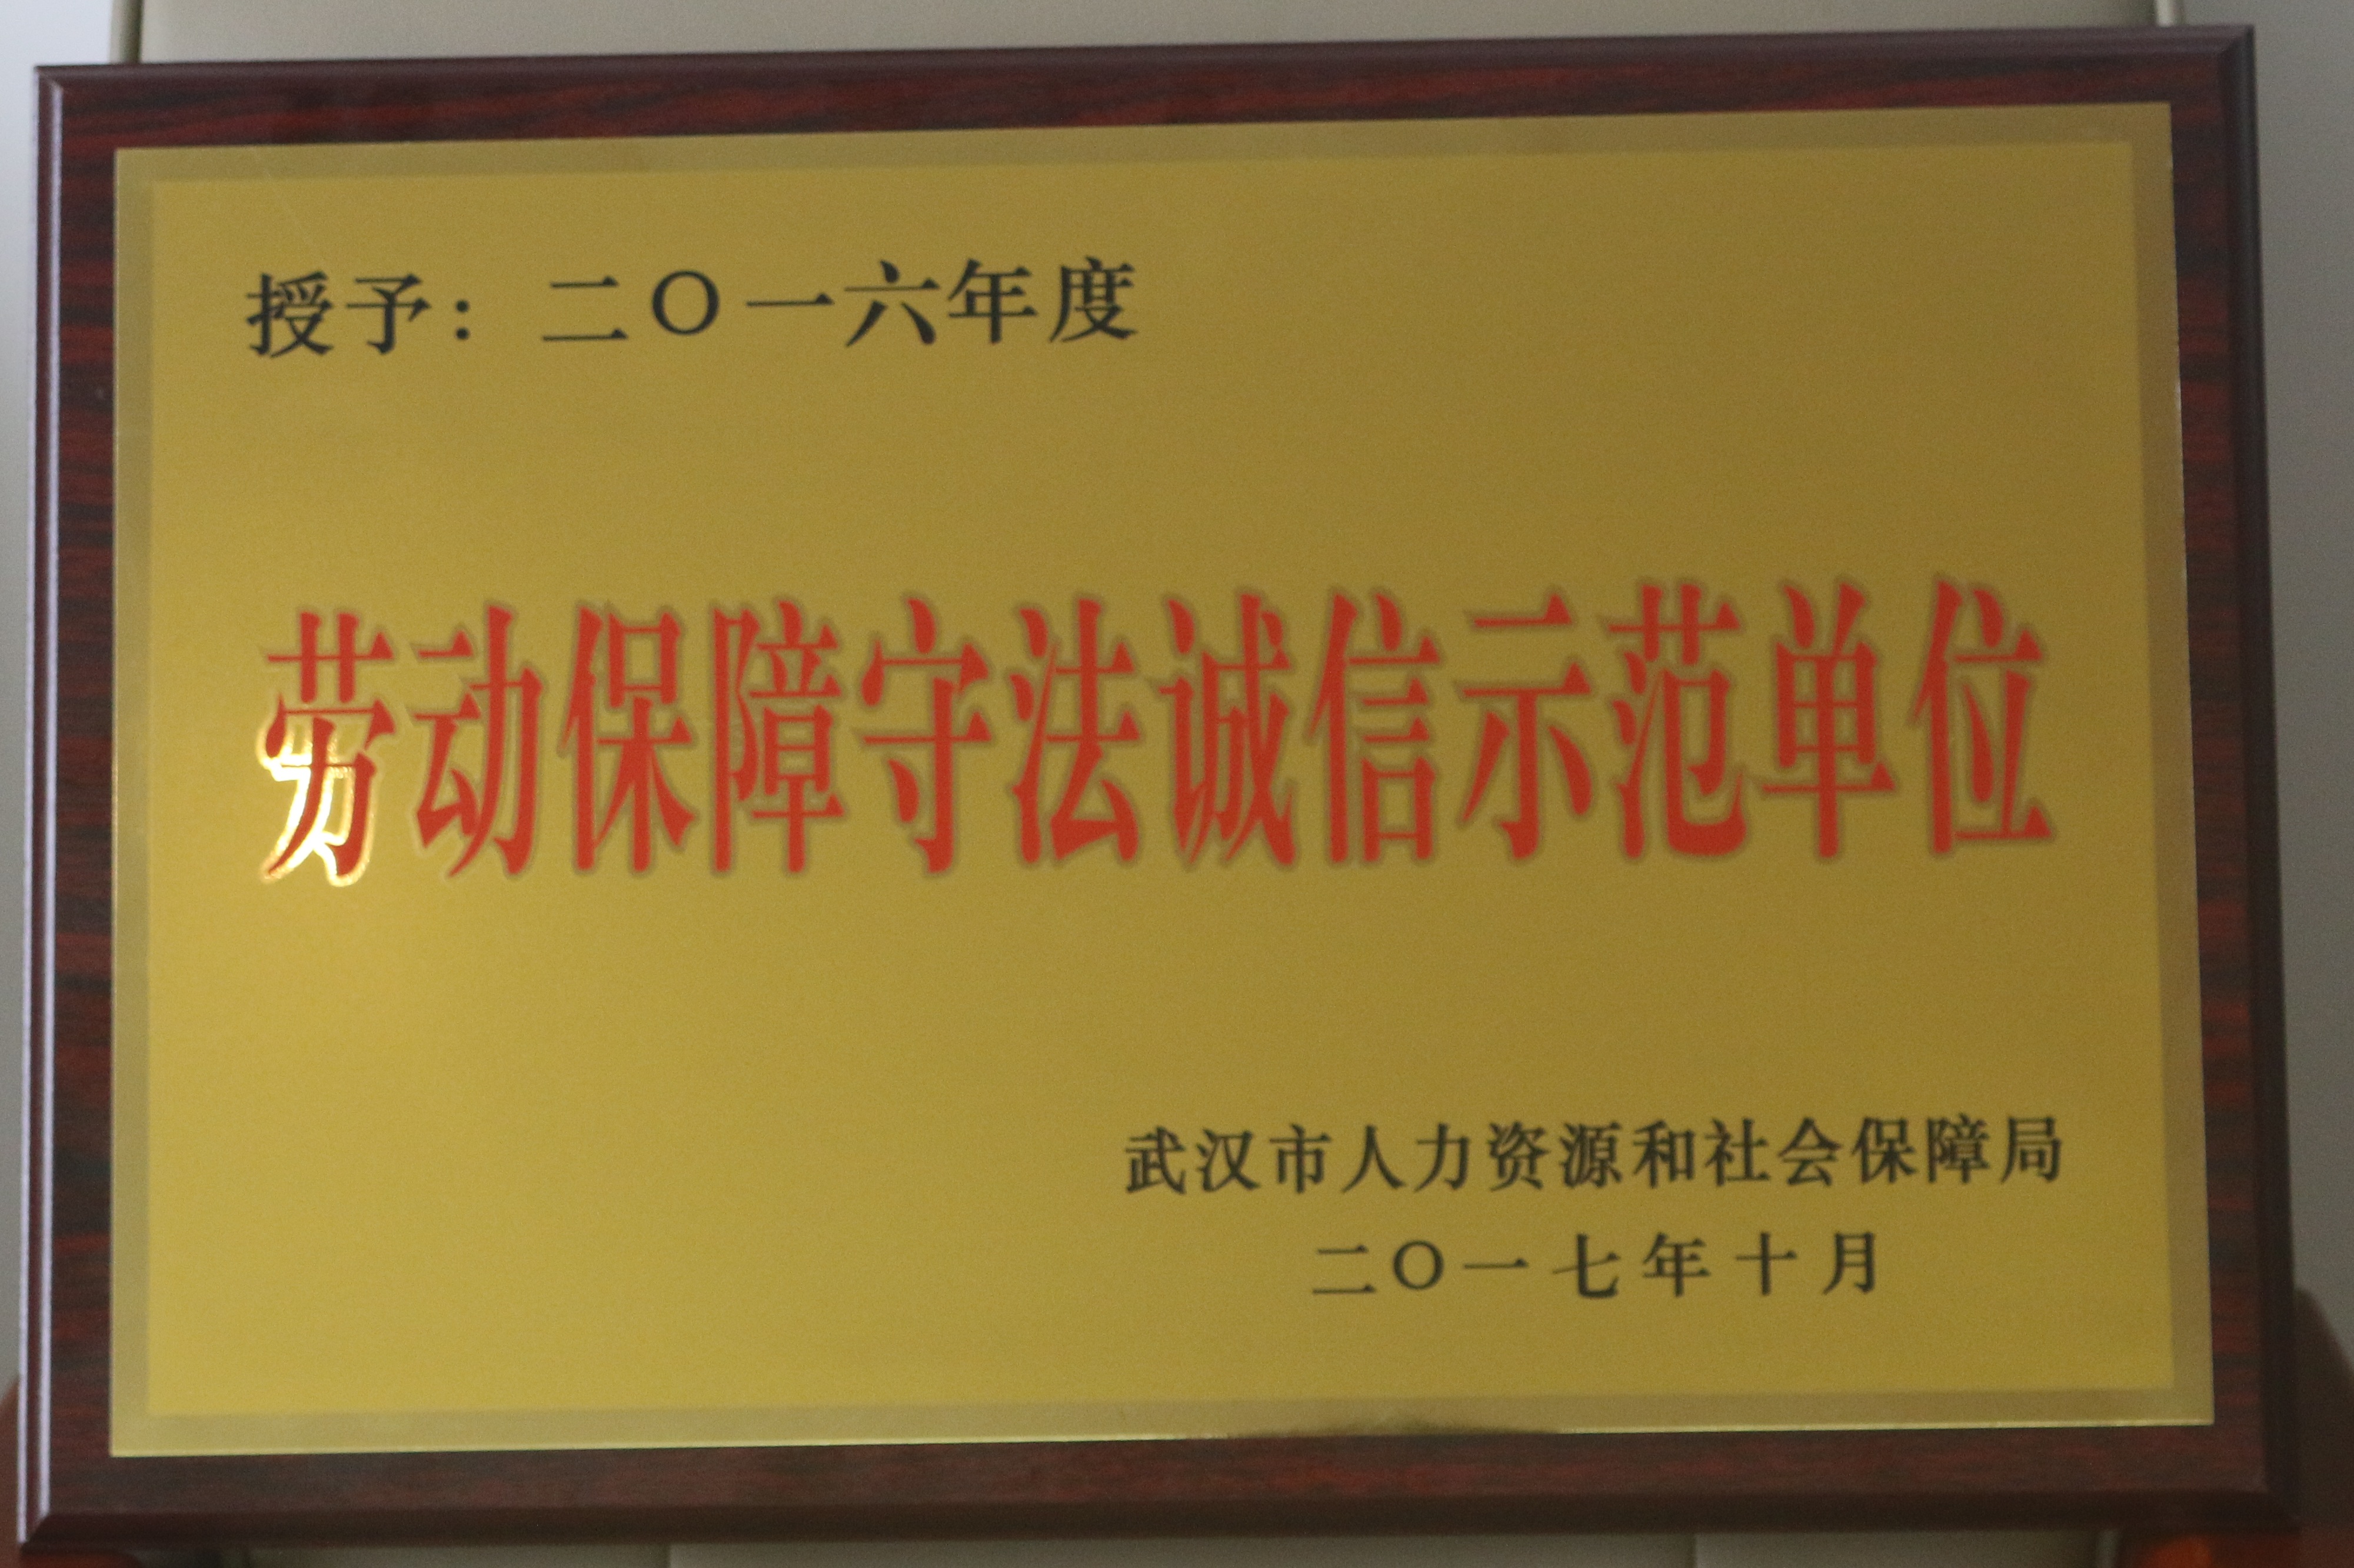 授予：二〇一六年度
劳动保障守法诚信示范单位
武汉市人力资源和社会保障局
二〇一七年十月